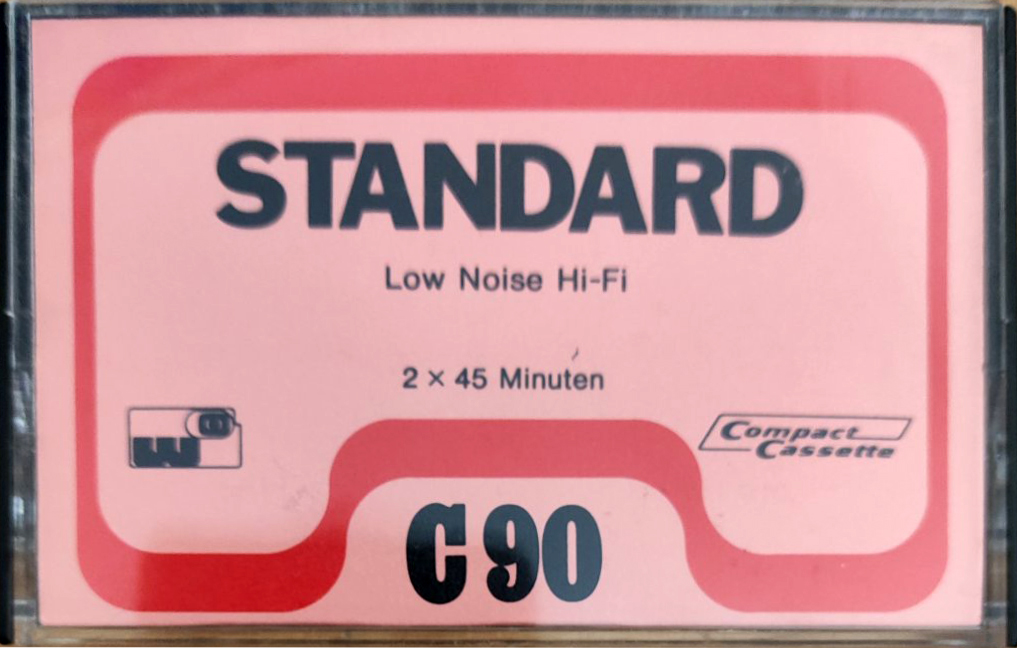 STANDARD
Low Noise Hi-Fi
2 × 45 Minuten
Compact
Cassette
C 90